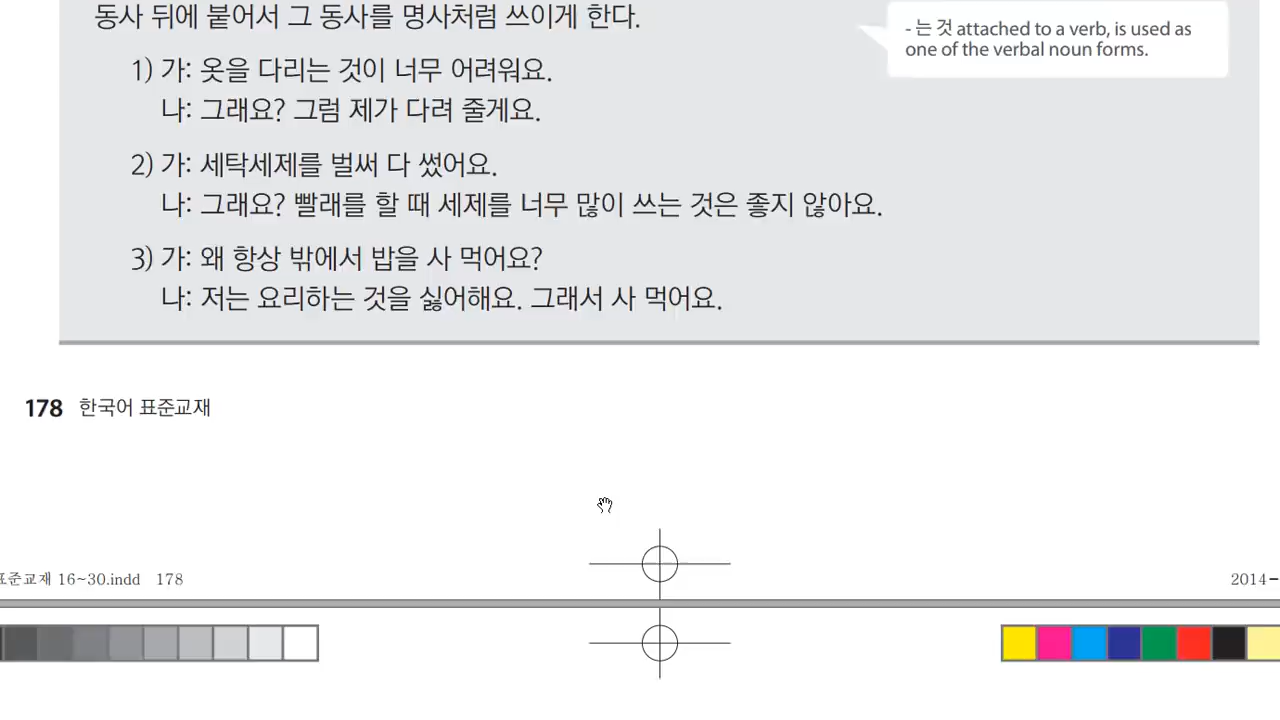 동사 뒤에 붙어서 그 동사를 명사처럼 쓰이게 한다.
- 는 것 attached to a verb, is used as
one of the verbal noun forms.
1) 가: 옷을 다리는 것이 너무 어려워요.
나: 그래요? 그럼 제가 다려 줄게요.
2) 가: 세탁세제를 벌써 다 썼어요.
나: 그래요? 빨래를 할 때 세제를 너무 많이 쓰는 것은 좋지 않아요.
3) 가: 왜 항상 밖에서 밥을 사 먹어요?
나: 저는 요리하는 것을 싫어해요. 그래서 사 먹어요.
178 한국어 표준교재
표준교재 16~30.indd 178
2014-